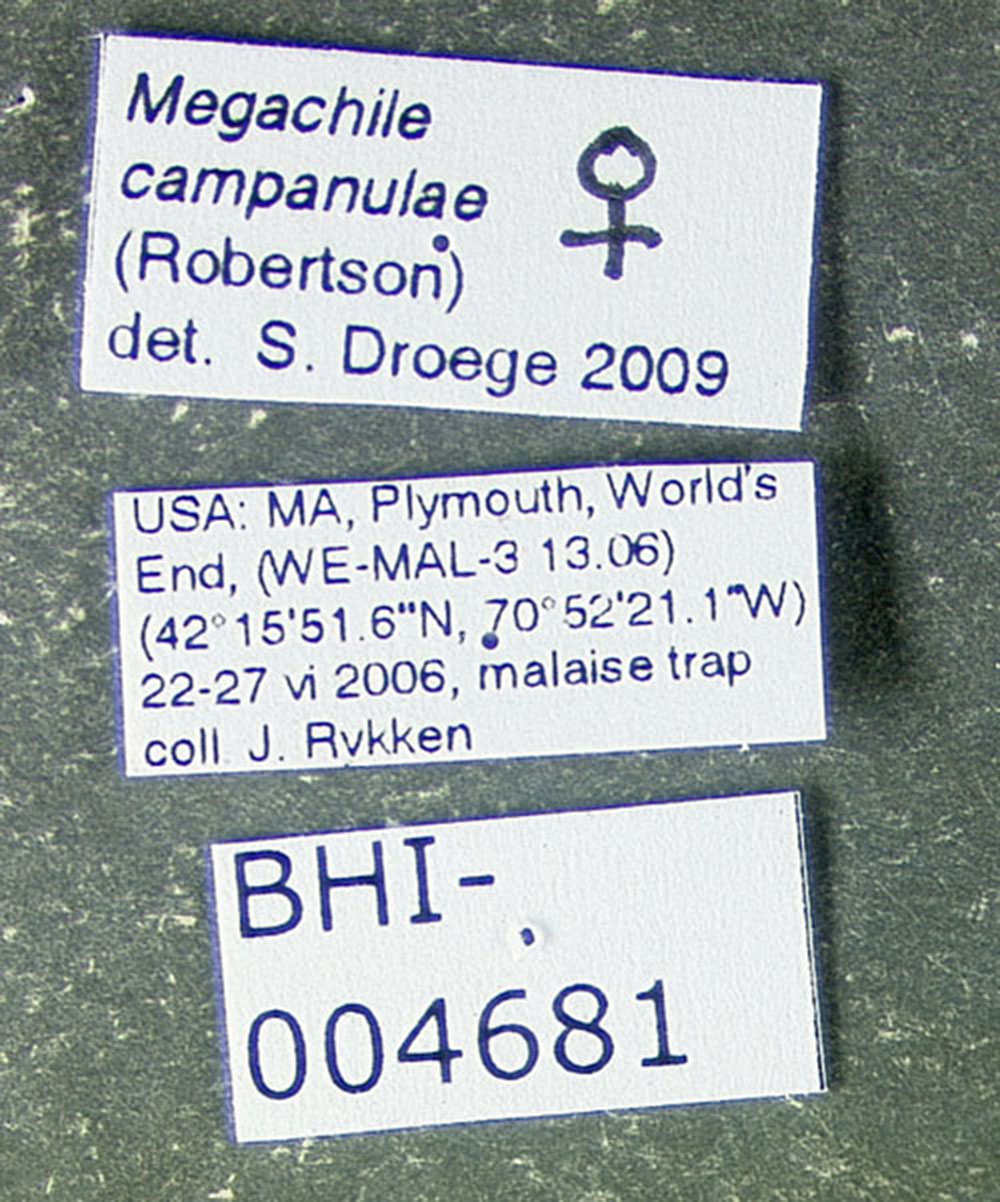 Megachile
campanulae ♀
(Robertson)
det. S. Droege 2009
USA: MA, Plymouth, World's
End, (WE-MAL-3 13.06)
(42°15'51.6"N, 70°52'21.1"W)
22-27 vi 2006, malaise trap
coll. J. Rykken
BHI-
004681